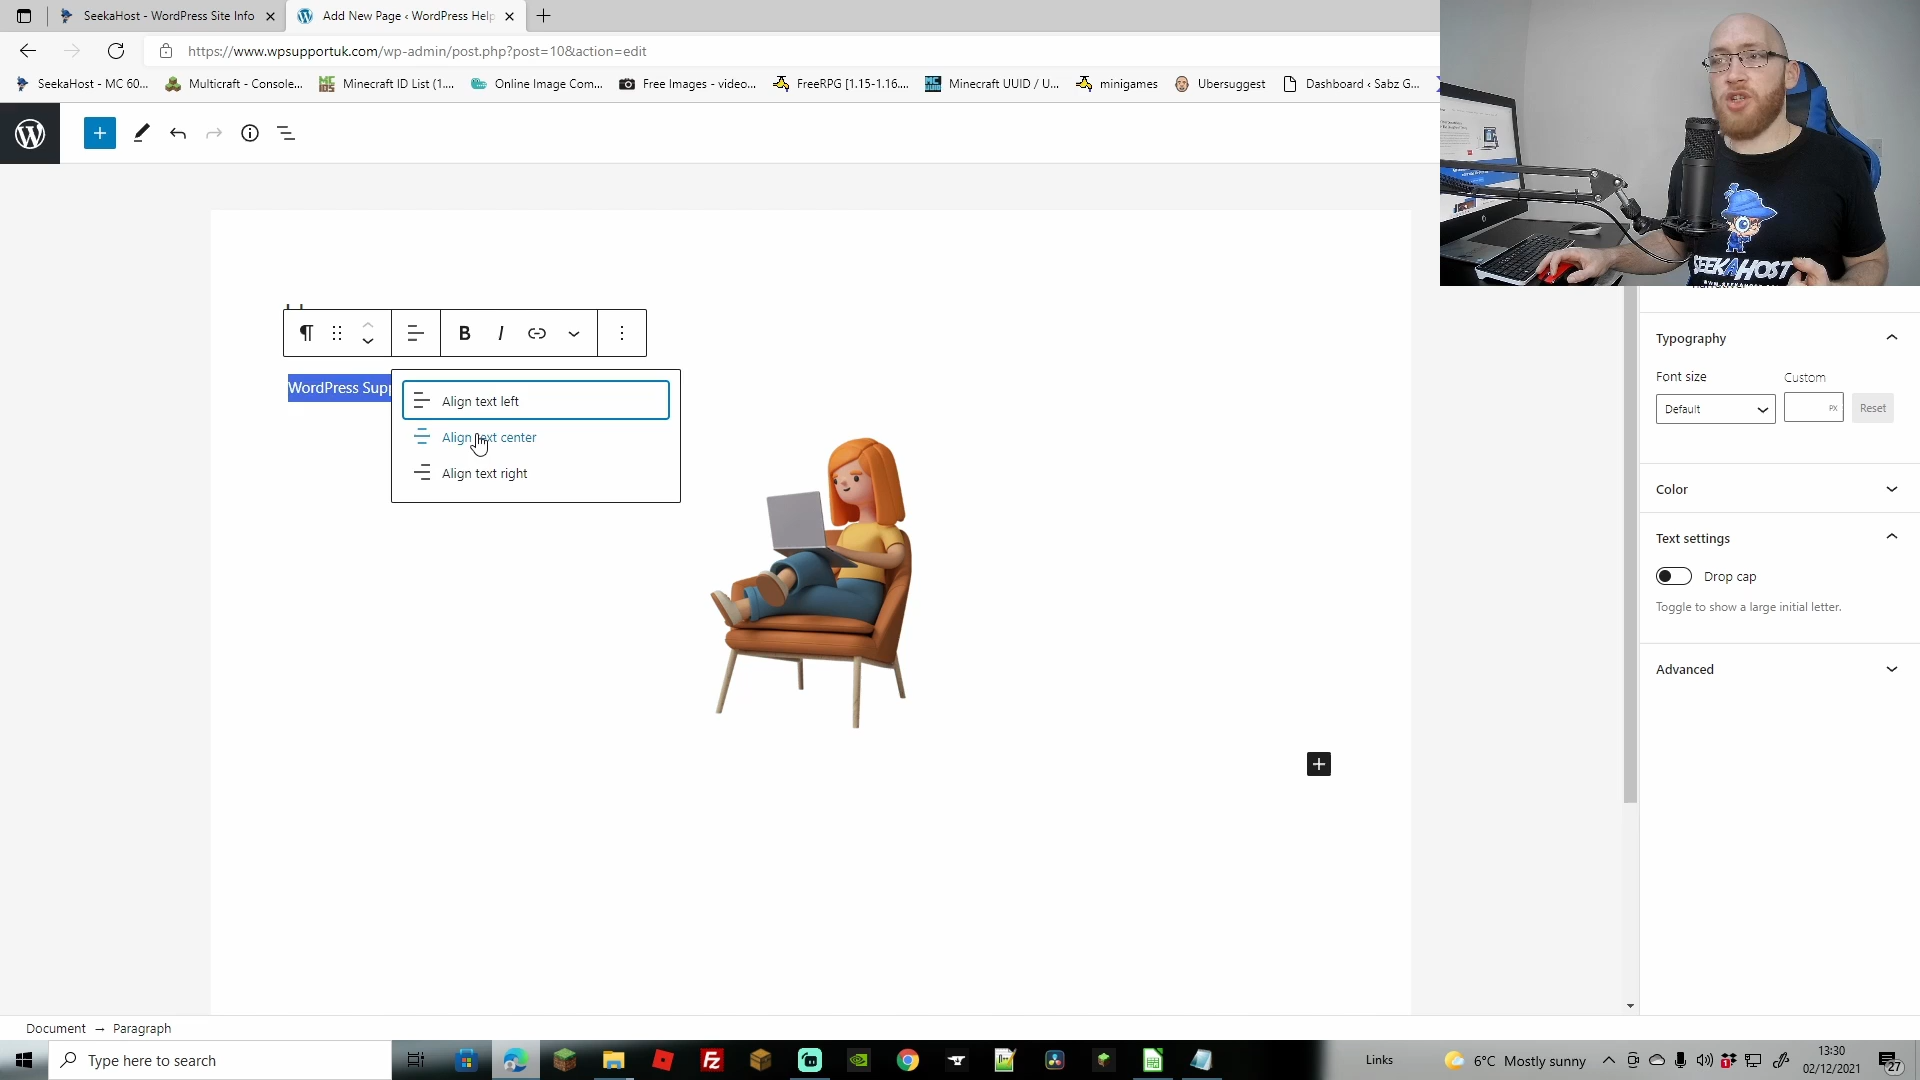 SeekaHost - WordPress Site Info
Add New Page ‹ WordPress Help
https://www.wpsupportuk.com/wp-admin/post.php?post=10&action=edit
SeekaHost - MC 60...
Multicraft - Console...
Minecraft ID List (1....
Online Image Com...
Free Images - video...
FreeRPG [1.15-1.16....
Minecraft UUID / U...
minigames
Ubersuggest
Dashboard ‹ Sabz G...
SEEKAHOST
B I
WordPress Supp
Align text left
Align text center
Align text right
Typography
Font size
Custom
Default
PX
Reset
Color
Text settings
Drop cap
Toggle to show a large initial letter.
Advanced
Document → Paragraph
Type here to search
Links
6°C Mostly sunny
13:30
02/12/2021
27